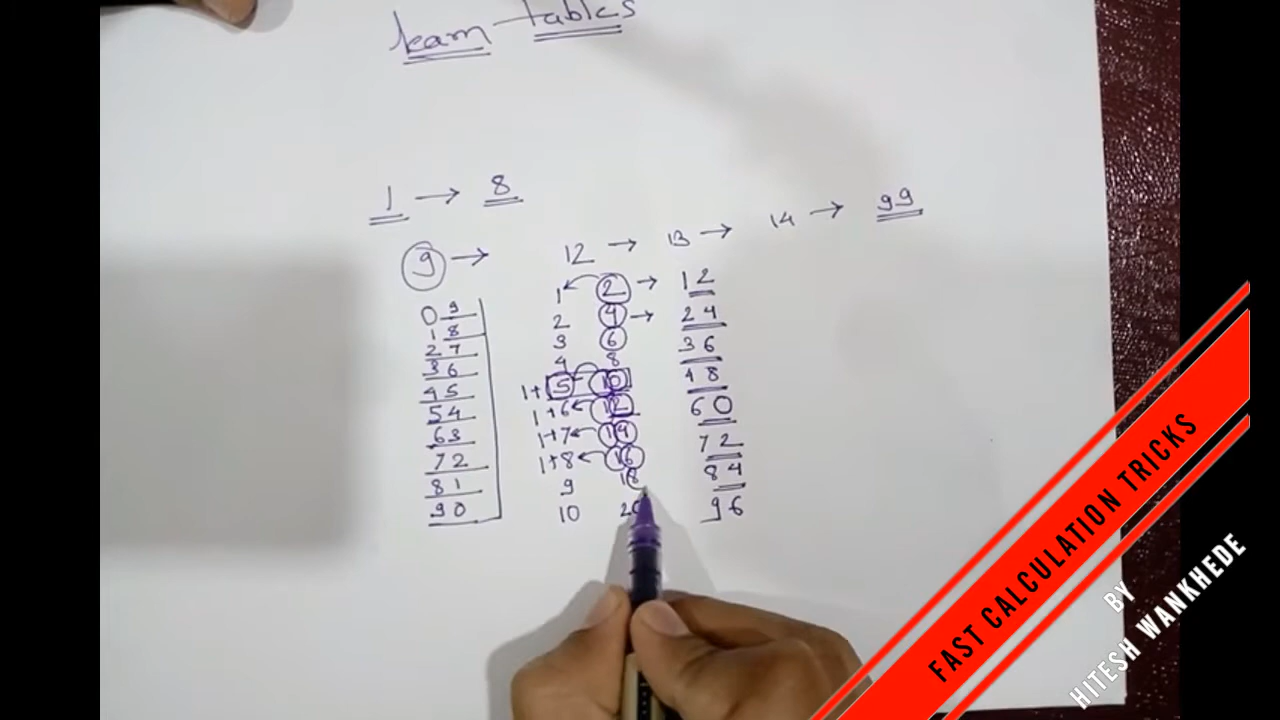 learn tables
1 → 8
12 → 13 → 14 → 99
9 →
09
18
27
36
45
54
63
72
81
90
1 2 → 12
2 4 → 24
3 6 36
4 8 48
1+5 10 60
1+6 12 72
1+7 14 84
1+8 16 96
9 18
10 20
FAST CALCULATION TRICKS
BY
HITESH WANKHEDE